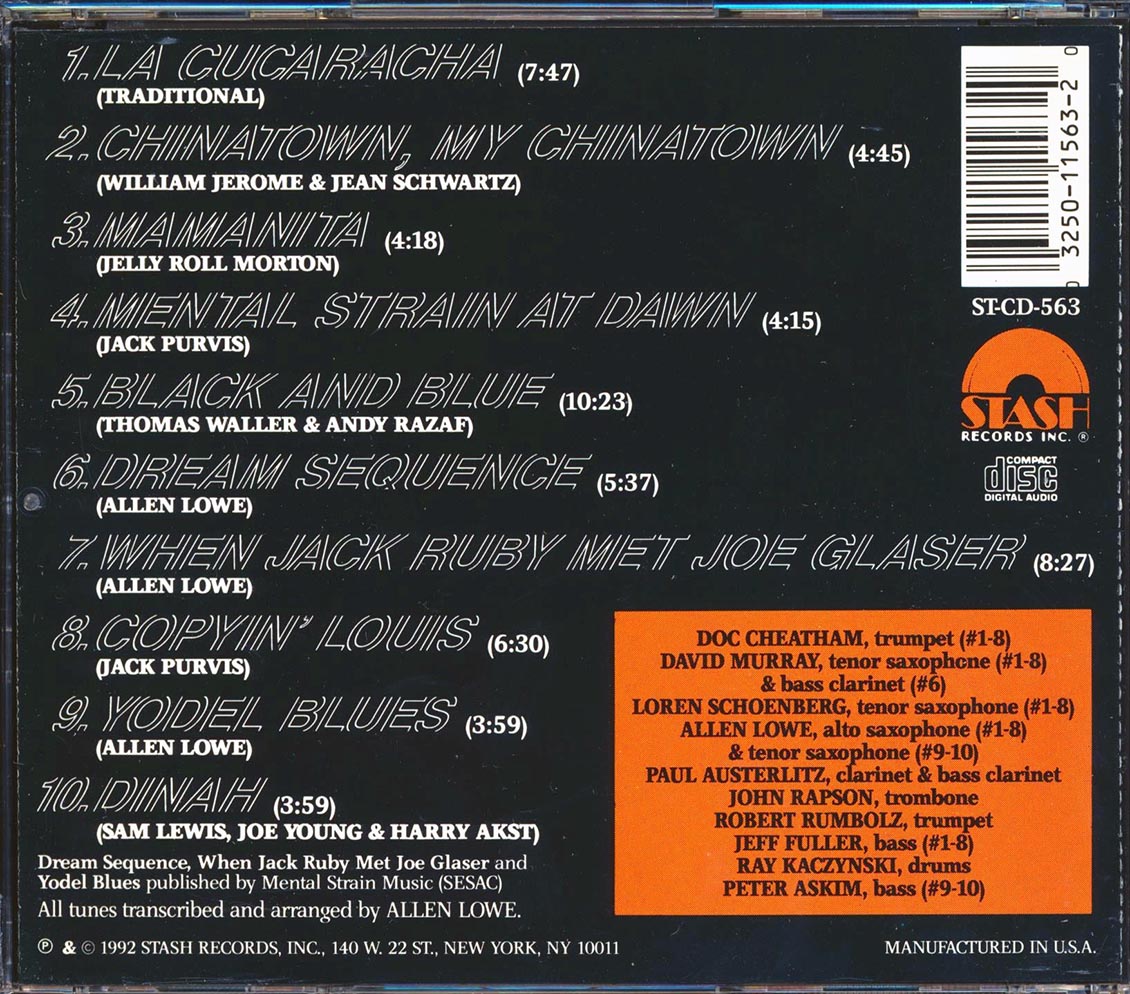 1. LA CUCARACHA (7:47)
(TRADITIONAL)
2. CHINATOWN, MY CHINATOWN (4:45)
(WILLIAM JEROME & JEAN SCHWARTZ)
3. MAMANITA (4:18)
(JELLY ROLL MORTON)
4. MENTAL STRAIN AT DAWN (4:15)
(JACK PURVIS)
5. BLACK AND BLUE (10:23)
(THOMAS WALLER & ANDY RAZAF)
6. DREAM SEQUENCE (5:37)
(ALLEN LOWE)
7. WHEN JACK RUBY MET JOE GLASER (8:27)
(ALLEN LOWE)
8. COPYIN' LOUIS (6:30)
(JACK PURVIS)
9. YODEL BLUES (3:59)
(ALLEN LOWE)
10. DINAH (3:59)
(SAM LEWIS, JOE YOUNG & HARRY AKST)
Dream Sequence, When Jack Ruby Met Joe Glaser and
Yodel Blues published by Mental Strain Music (SESAC)
All tunes transcribed and arranged by ALLEN LOWE.
0 3250-11563-2 0
ST-CD-563
STASH
RECORDS INC. ®
COMPACT
disc
DIGITAL AUDIO
DOC CHEATHAM, trumpet (#1-8)
DAVID MURRAY, tenor saxophone (#1-8)
& bass clarinet (#6)
LOREN SCHOENBERG, tenor saxophone (#1-8)
ALLEN LOWE, alto saxophone (#1-8)
& tenor saxophone (#9-10)
PAUL AUSTERLITZ, clarinet & bass clarinet
JOHN RAPSON, trombone
ROBERT RUMBOLZ, trumpet
JEFF FULLER, bass (#1-8)
RAY KACZYNSKI, drums
PETER ASKIM, bass (#9-10)
℗ & © 1992 STASH RECORDS, INC., 140 W. 22 ST., NEW YORK, NY 10011
MANUFACTURED IN U.S.A.